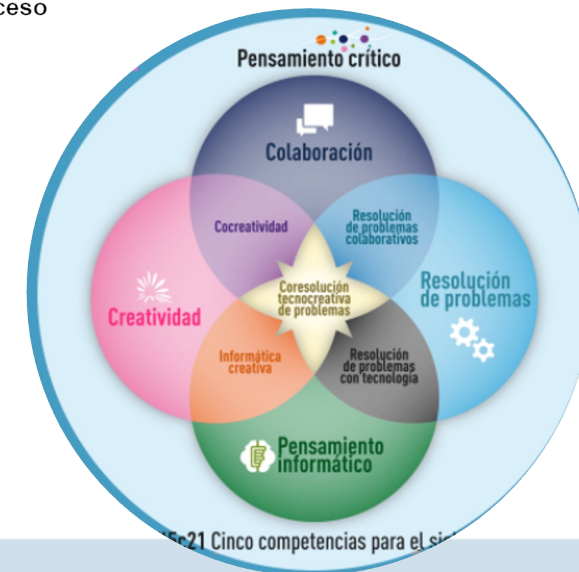 ceso
Pensamiento crítico
Colaboración
Cocreatividad
Resolución
de problemas
colaborativos
Coresolución
tecnocreativa
de problemas
Resolución
de problemas
Creatividad
Informática
creativa
Resolución
de problemas
con tecnología
Pensamiento
informático
c21 Cinco competencias para el